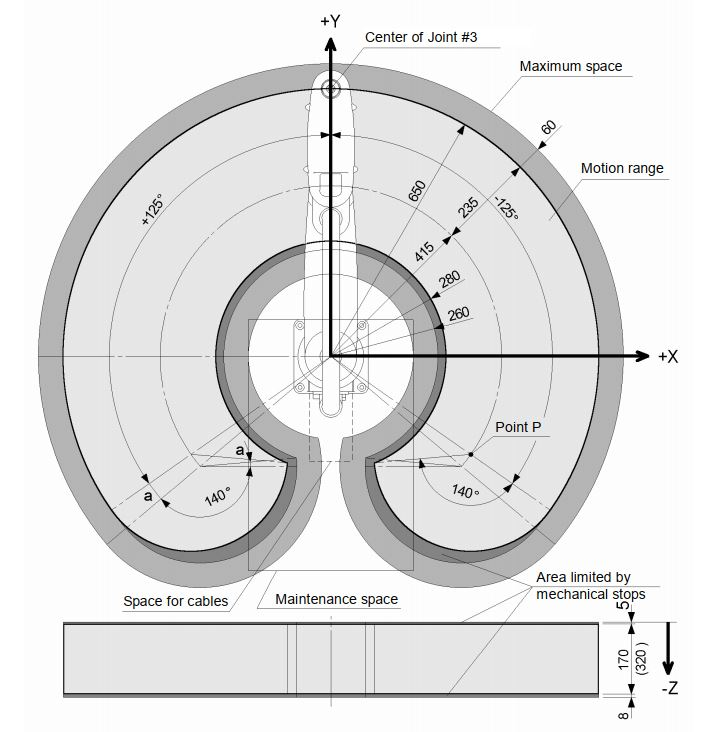 +Y
Center of Joint #3
Maximum space
60
Motion range
650
235
-125°
+125°
415
280
260
+X
Point P
a
a
140°
140°
Area limited by
mechanical stops
Space for cables
Maintenance space
5
170
(320)
-Z
8